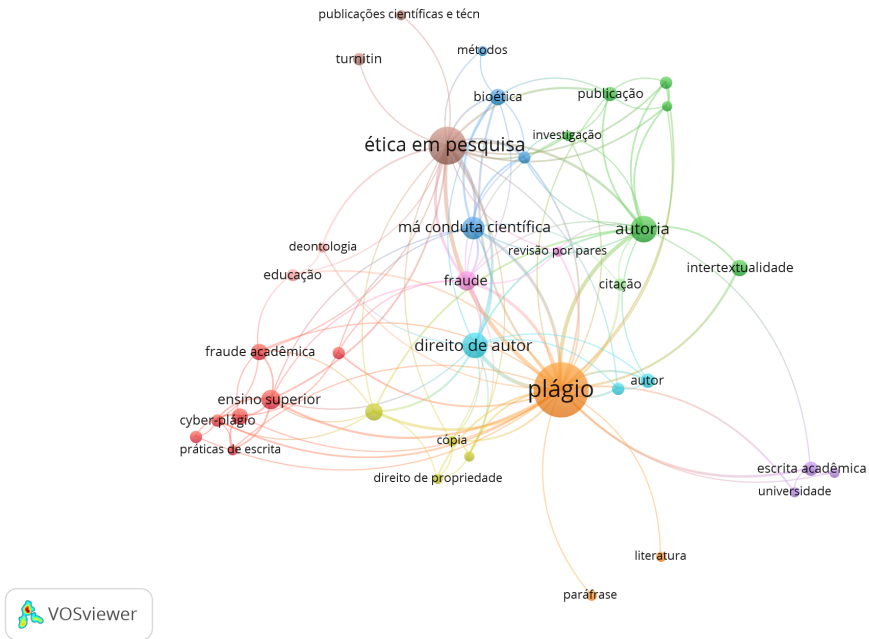 publicações científicas e técn
métodos
turnitin
bioética
publicação
investigação
ética em pesquisa
má conduta científica
autoria
deontologia
revisão por pares
educação
fraude
citação
intertextualidade
fraude acadêmica
direito de autor
plágio
autor
ensino superior
cyber-plágio
práticas de escrita
cópia
direito de propriedade
escrita acadêmica
universidade
literatura
paráfrase
VOSviewer